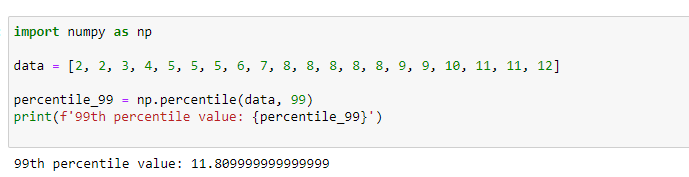 import numpy as np
data = [2, 2, 3, 4, 5, 5, 5, 6, 7, 8, 8, 8, 8, 8, 9, 9, 10, 11, 11, 12]
percentile_99 = np.percentile(data, 99)
print(f'99th percentile value: {percentile_99}')
99th percentile value: 11.809999999999999